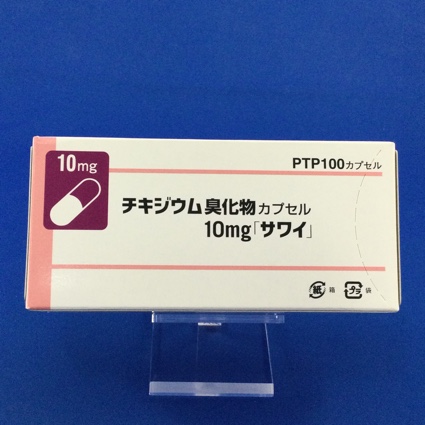 10mg
PTP100カプセル
チキジウム臭化物カプセル
10mg「サワイ」
紙 箱 プラ 袋